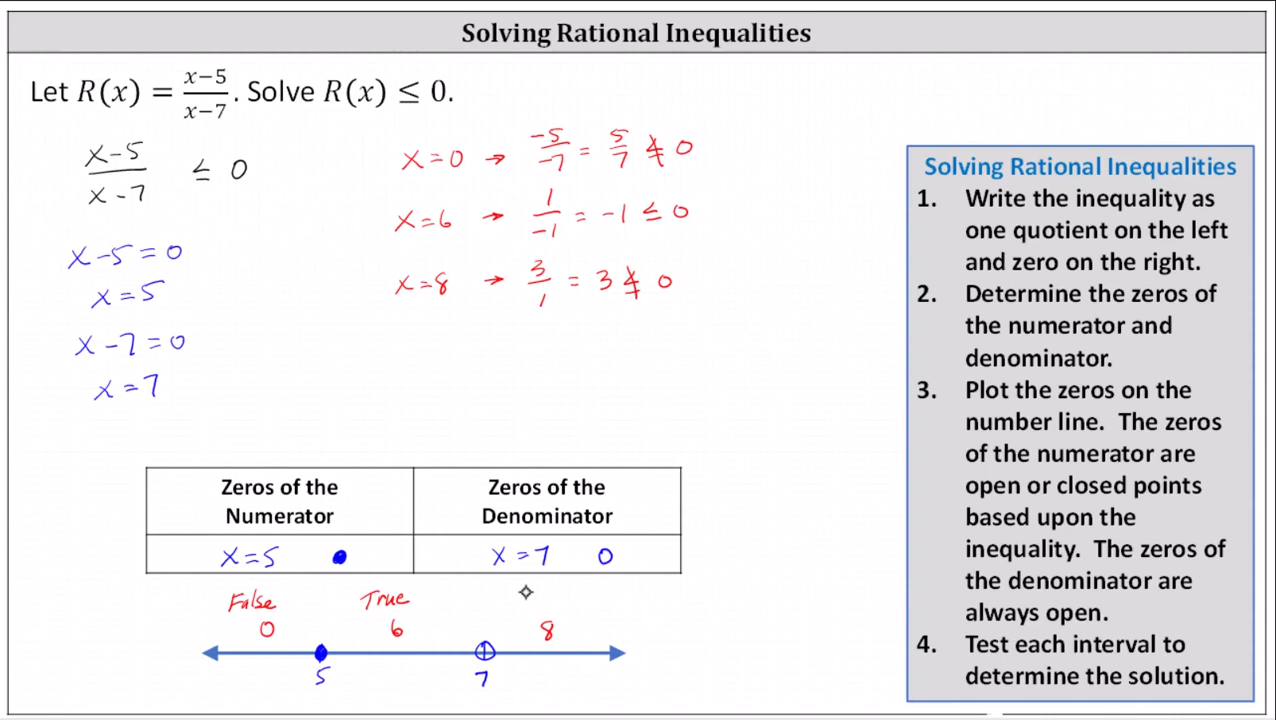 Solving Rational Inequalities
Let R(x) = x−5/x−7. Solve R(x) ≤ 0.
x-5/x-7 ≤ 0
x-5=0
x=5
x-7=0
x=7
x=0 → -5/-7 = 5/7 ≰ 0
x=6 → 1/-1 = -1 ≤ 0
x=8 → 3/1 = 3 ≰ 0
Solving Rational Inequalities
1. Write the inequality as
one quotient on the left
and zero on the right.
2. Determine the zeros of
the numerator and
denominator.
3. Plot the zeros on the
number line. The zeros
of the numerator are
open or closed points
based upon the
inequality. The zeros of
the denominator are
always open.
4. Test each interval to
determine the solution.
Zeros of the
Numerator
Zeros of the
Denominator
x=5
x=7
False True
0 6 8
5 7